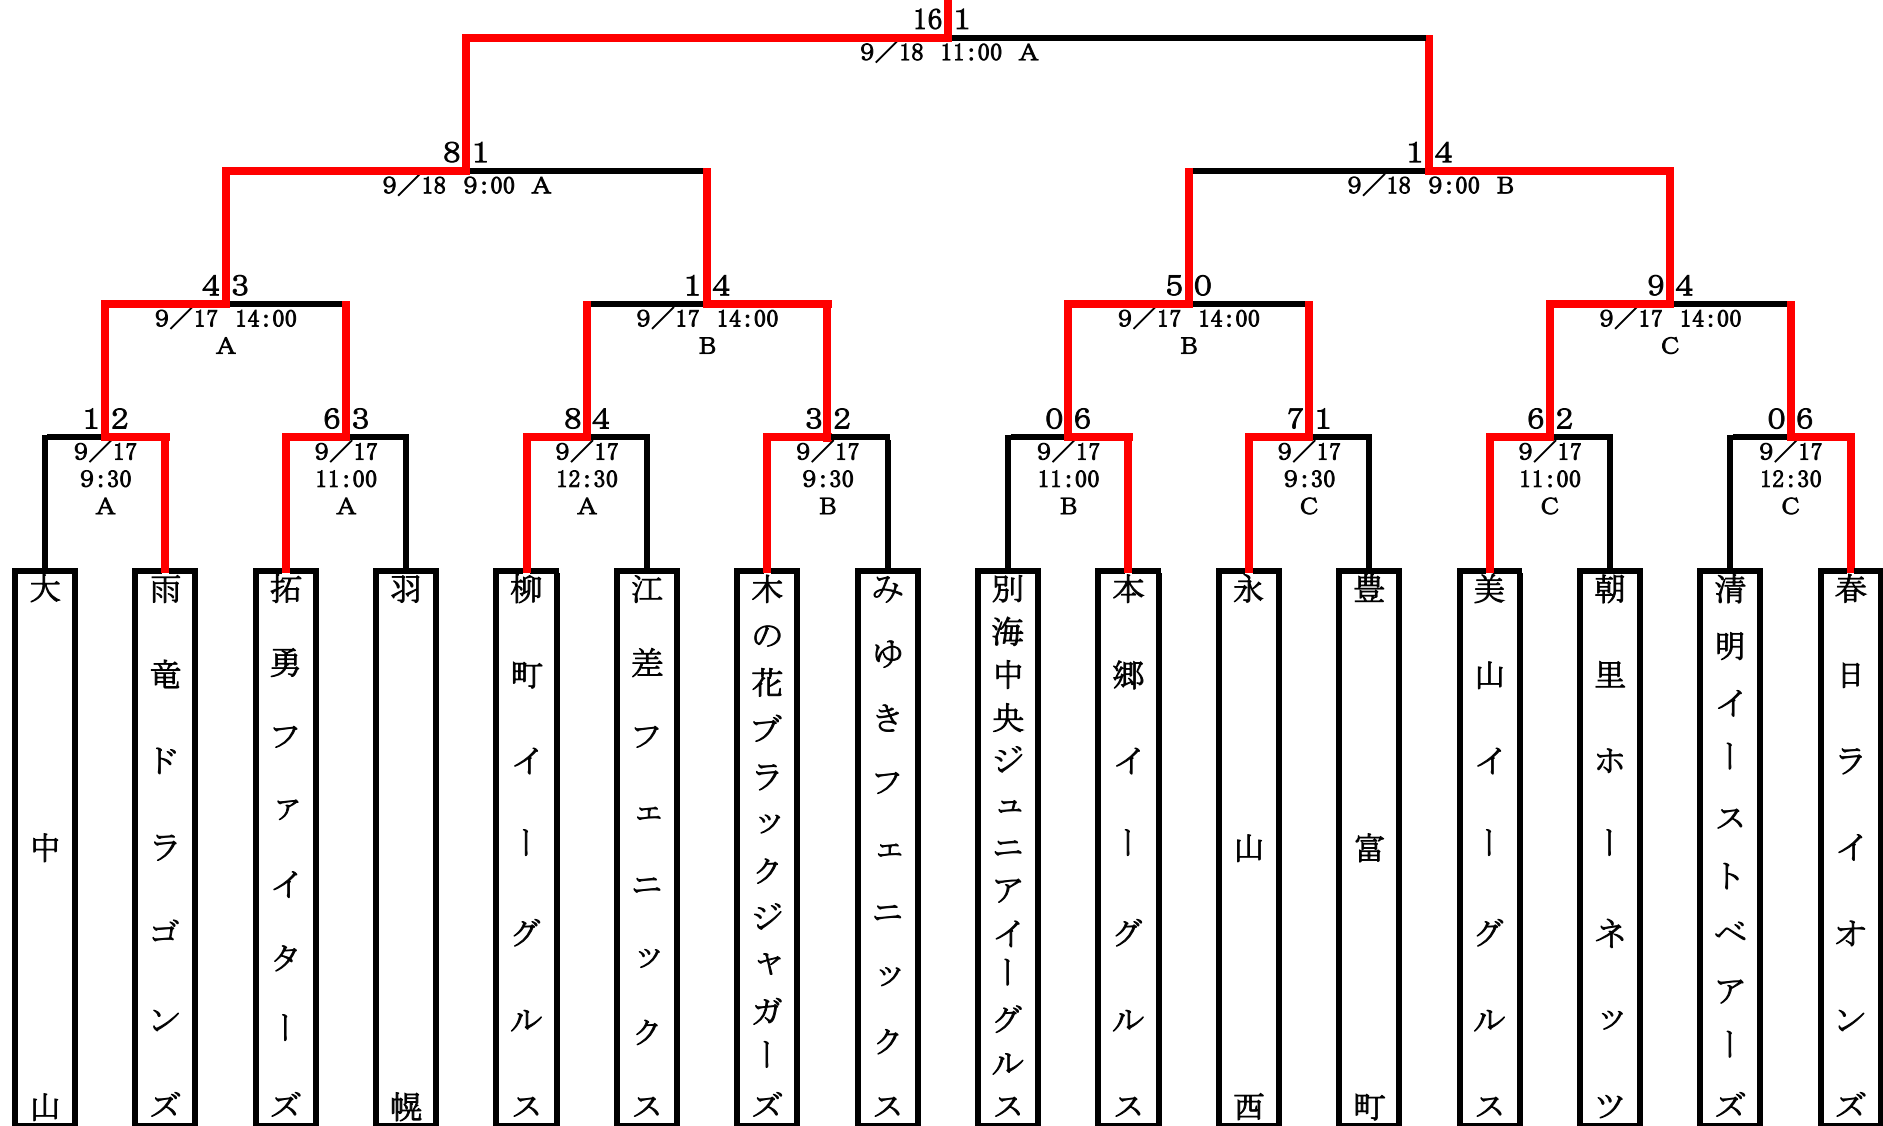 16 1
9／18 11:00 A
8 1
9／18 9:00 A
1 4
9／18 9:00 B
4 3
9／17 14:00
A
1 4
9／17 14:00
B
5 0
9／17 14:00
B
9 4
9／17 14:00
C
1 2
9／17
9:30
A
6 3
9／17
11:00
A
8 4
9／17
12:30
A
3 2
9／17
9:30
B
0 6
9／17
11:00
B
7 1
9／17
9:30
C
6 2
9／17
11:00
C
0 6
9／17
12:30
C
大中山
雨竜ドラゴンズ
拓勇ファイターズ
羽幌
柳町イーグルス
江差フェニックス
木の花ブラックジャガーズ
みゆきフェニックス
別海中央ジュニアイーグルス
本郷イーグルス
永山西
豊富町
美山イーグルス
朝里ホーネッツ
清明イーストベアーズ
春日ライオンズ